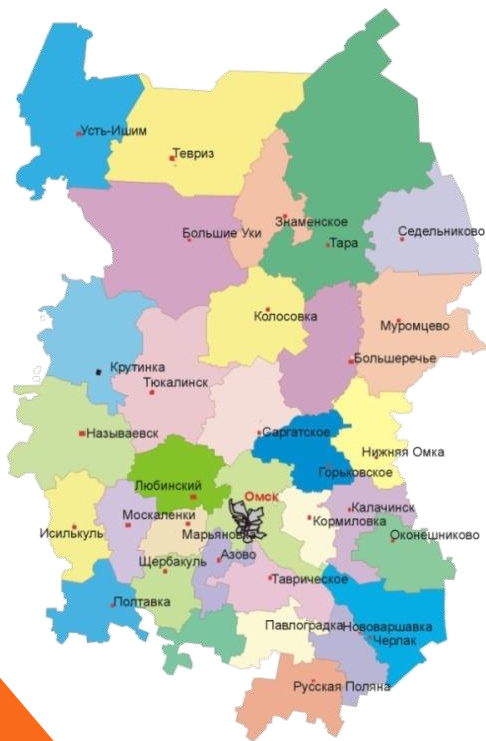 Усть-Ишим
Тевриз
Знаменское
Седельниково
Большие Уки
Тара
Колосовка
Муромцево
Большеречье
Крутинка
Тюкалинск
Называевск
Саргатское
Нижняя Омка
Горьковское
Любинский
Омск
Калачинск
Москаленки
Кормиловка
Исилькуль
Марьяновка
Оконешниково
Азово
Щербакуль
Таврическое
Полтавка
Павлоградка
Нововаршавка
Черлак
Русская Поляна